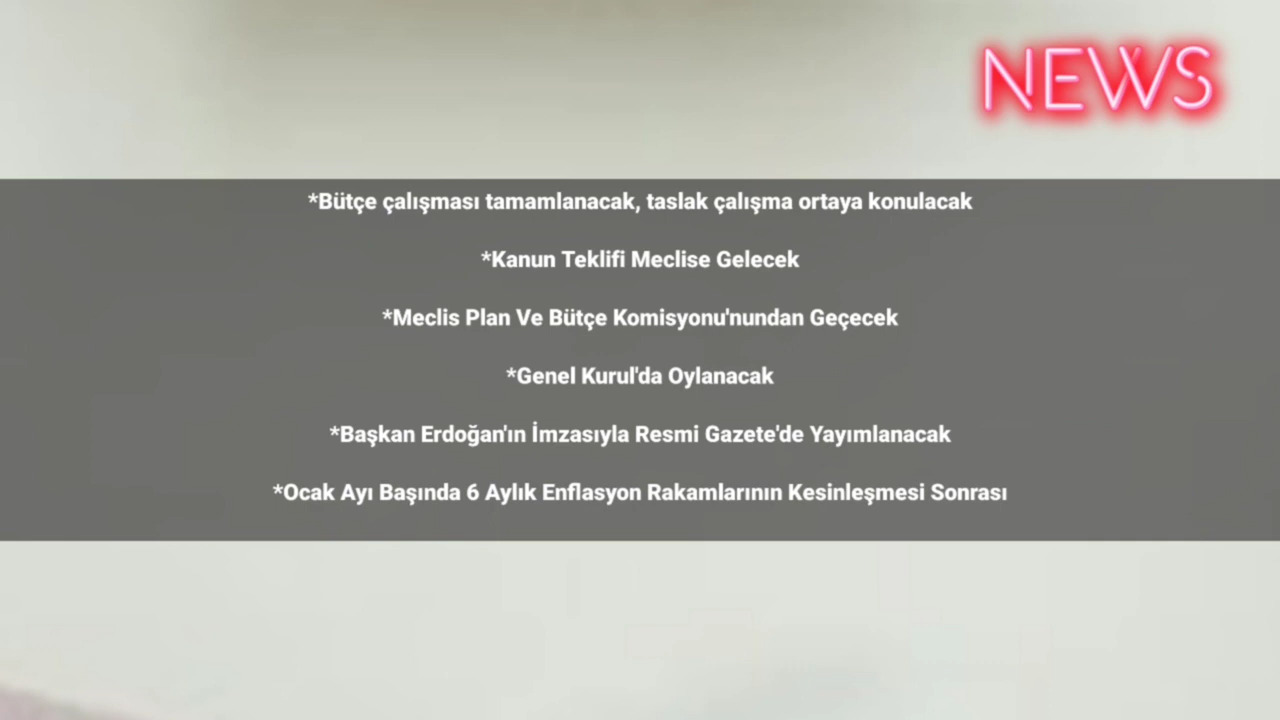 NEWS
*Bütçe çalışması tamamlanacak, taslak çalışma ortaya konulacak
*Kanun Teklifi Meclise Gelecek
*Meclis Plan Ve Bütçe Komisyonu'nundan Geçecek
*Genel Kurul'da Oylanacak
*Başkan Erdoğan'ın İmzasıyla Resmi Gazete'de Yayımlanacak
*Ocak Ayı Başında 6 Aylık Enflasyon Rakamlarının Kesinleşmesi Sonrası